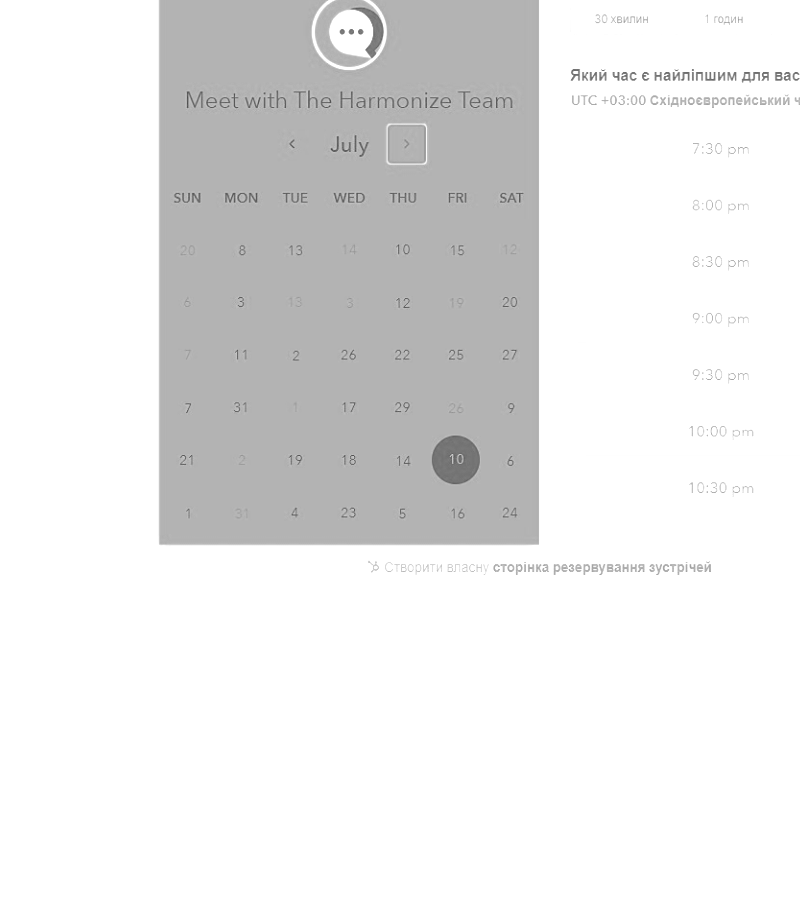 Meet with The Harmonize Team
July
SUN MON TUE WED THU FRI SAT
20 8 13 14 10 15 12
6 3 13 3 12 19 20
7 11 2 26 22 25 27
7 31 1 17 29 26 9
21 2 19 18 14 10 6
1 31 4 23 5 16 24
30 хвилин 1 годин
Який час є найліпшим для вас
UTC +03:00 Східноєвропейський ч
7:30 pm
8:00 pm
8:30 pm
9:00 pm
9:30 pm
10:00 pm
10:30 pm
Створити власну сторінка резервування зустрічей